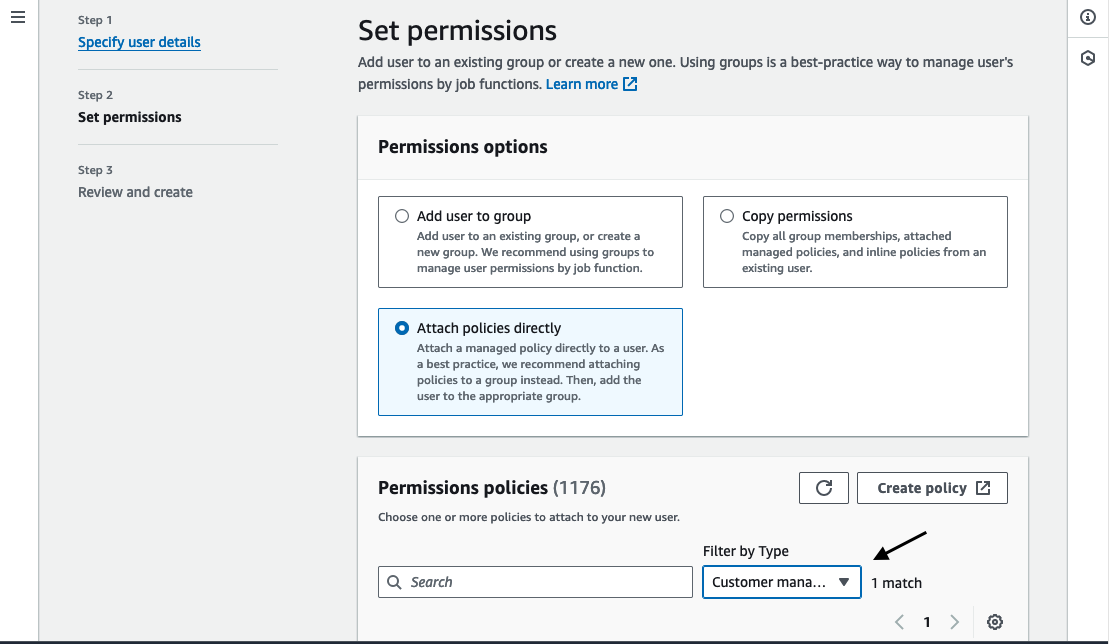 Step 1
Specify user details
Step 2
Set permissions
Step 3
Review and create
Set permissions
Add user to an existing group or create a new one. Using groups is a best-practice way to manage user's
permissions by job functions. Learn more
Permissions options
Add user to group
Add user to an existing group, or create a
new group. We recommend using groups to
manage user permissions by job function.
Copy permissions
Copy all group memberships, attached
managed policies, and inline policies from an
existing user.
Attach policies directly
Attach a managed policy directly to a user. As
a best practice, we recommend attaching
policies to a group instead. Then, add the
user to the appropriate group.
Permissions policies (1176)
Create policy
Choose one or more policies to attach to your new user.
Filter by Type
Search
Customer mana...
1 match
1